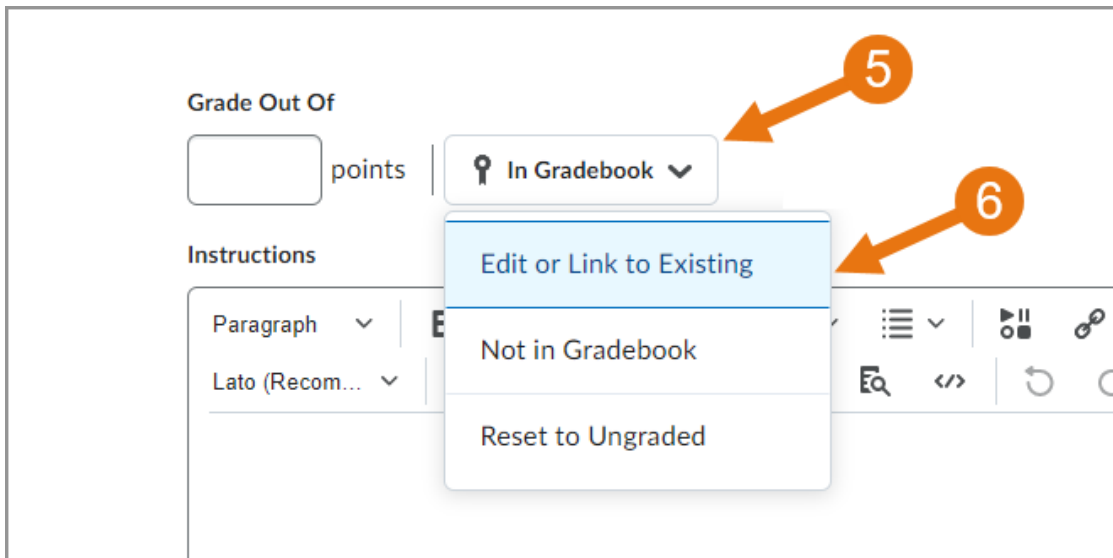 5
Grade Out Of
points
In Gradebook
6
Edit or Link to Existing
Instructions
Paragraph
Not in Gradebook
Lato (Recom...
Reset to Ungraded